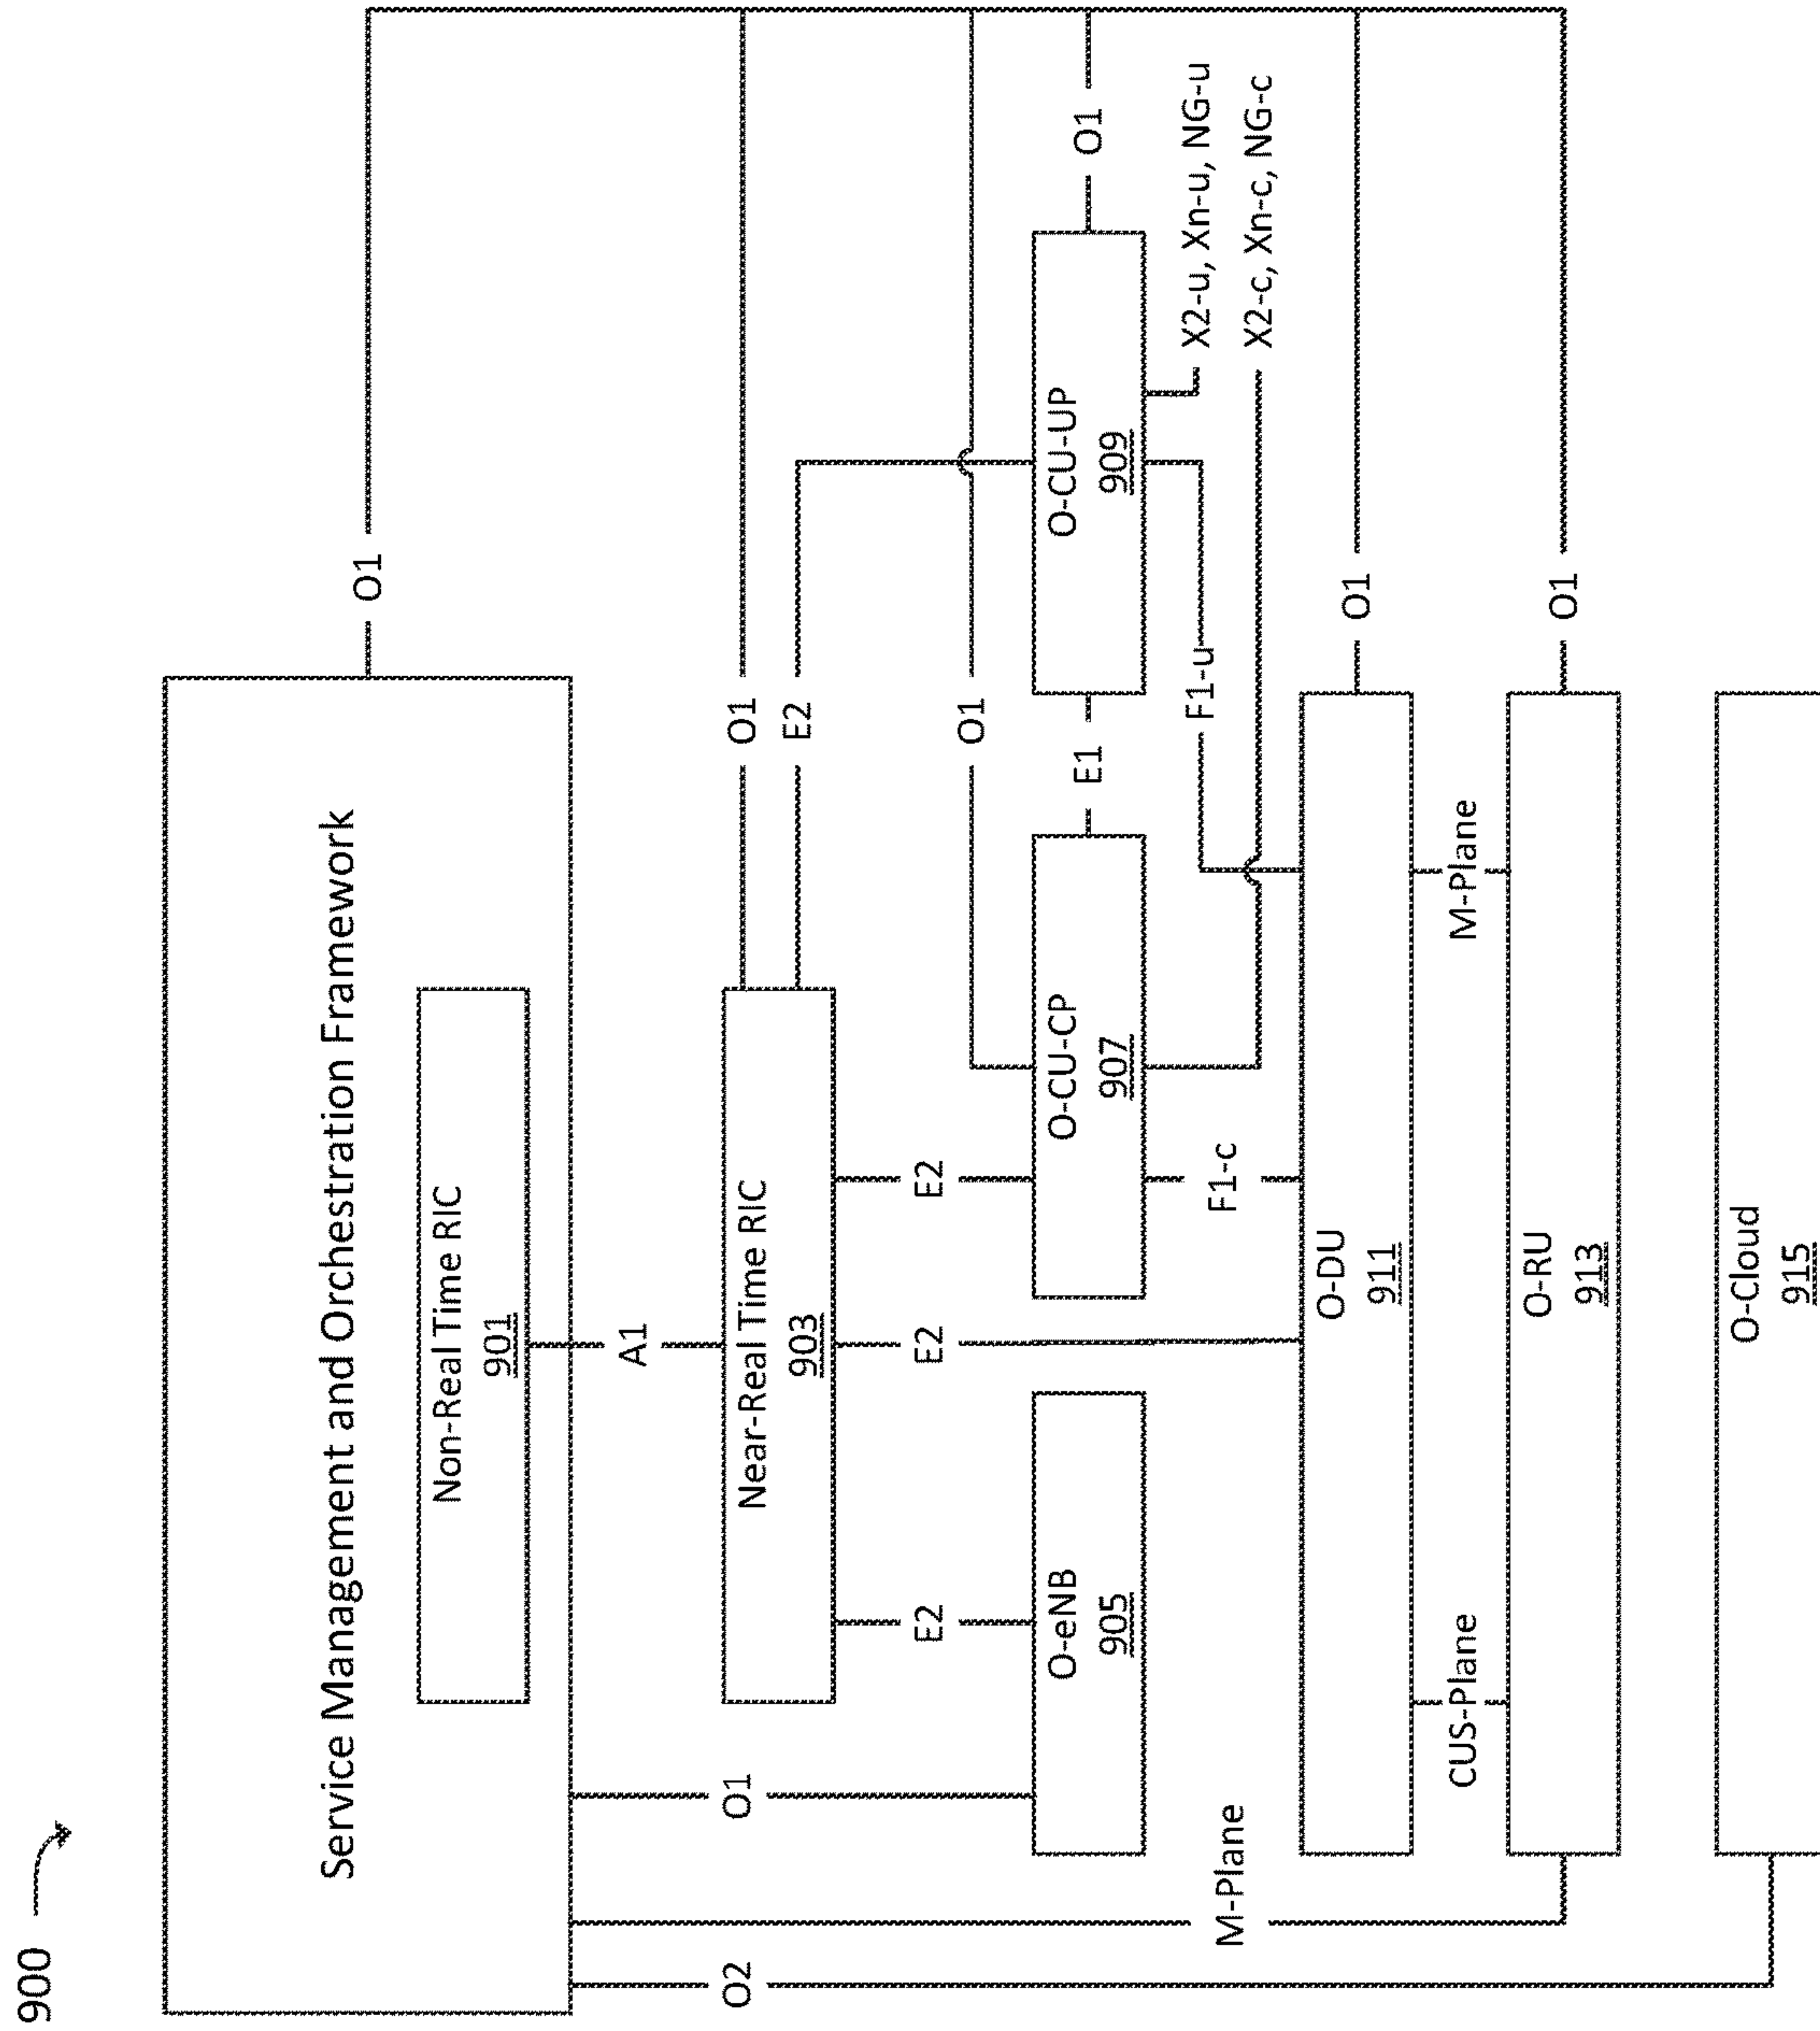 900
Service Management and Orchestration Framework
O1
Non-Real Time RIC
901
A1
O2
M-Plane
O1
Near-Real Time RIC
903
O1
E2
E2
E2
E2
O1
O-eNB
905
O-CU-CP
907
E1
O-CU-UP
909
O1
F1-c
F1-u
X2-u, Xn-u, NG-u
X2-c, Xn-c, NG-c
O-DU
911
O1
CUS-Plane
M-Plane
O-RU
913
O1
O-Cloud
915